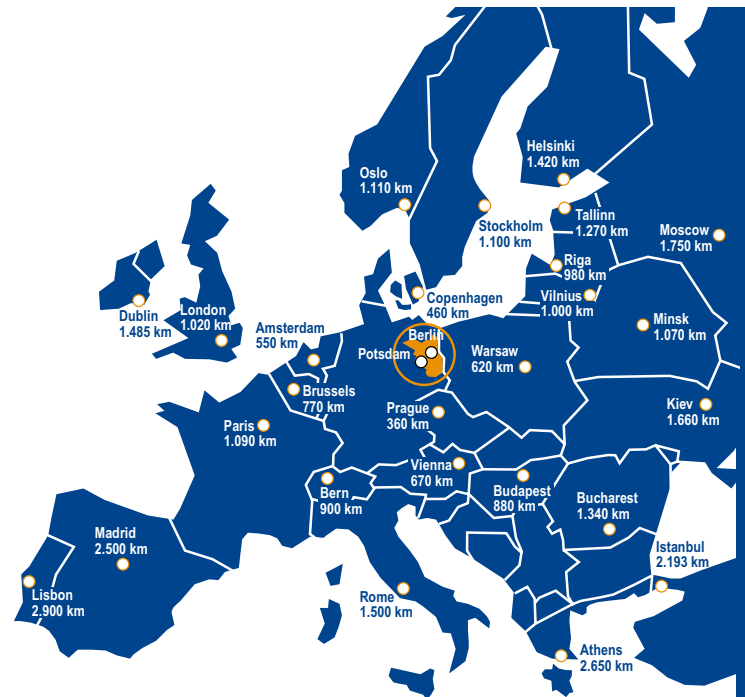 Helsinki
1.420 km
Oslo
1.110 km
Stockholm
1.100 km
Tallinn
1.270 km
Moscow
1.750 km
Riga
980 km
Copenhagen
460 km
Vilnius
1.000 km
Dublin
1.485 km
London
1.020 km
Minsk
1.070 km
Amsterdam
550 km
Berlin
Potsdam
Warsaw
620 km
Brussels
770 km
Prague
360 km
Kiev
1.660 km
Paris
1.090 km
Vienna
670 km
Bern
900 km
Budapest
880 km
Bucharest
1.340 km
Madrid
2.500 km
Istanbul
2.193 km
Lisbon
2.900 km
Rome
1.500 km
Athens
2.650 km